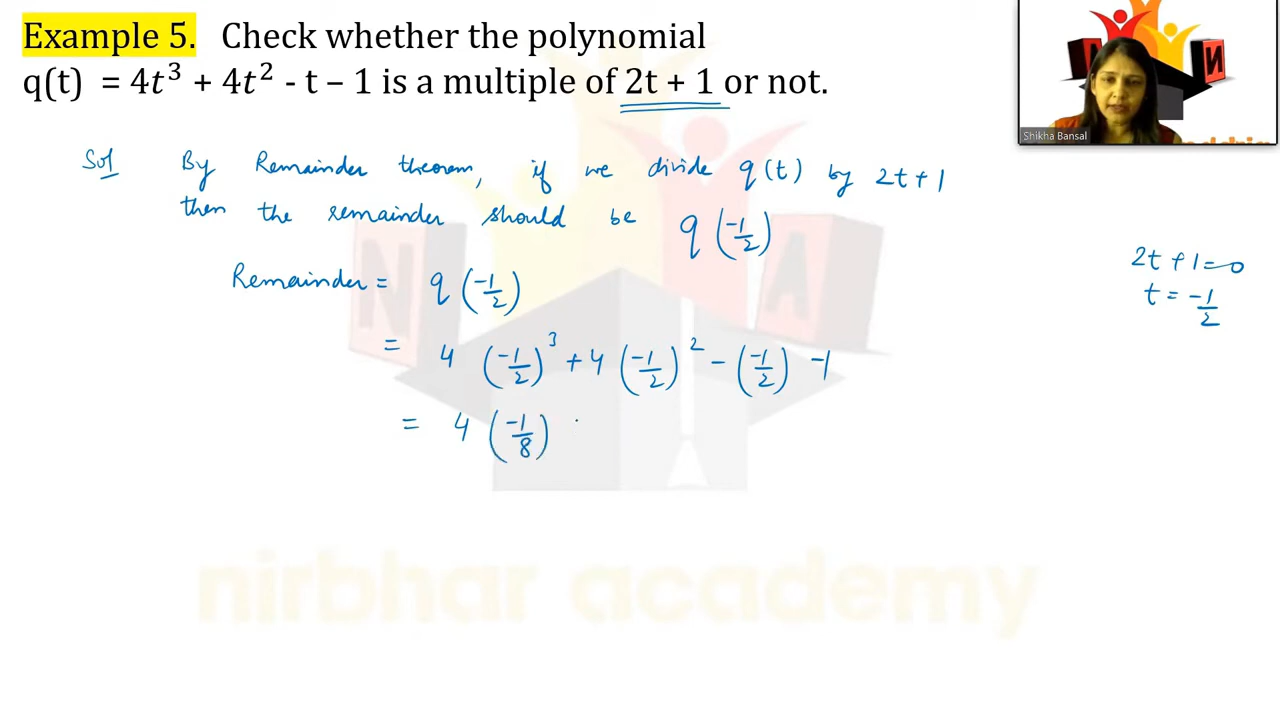 Example 5. Check whether the polynomial
q(t) = 4t³ + 4t² - t – 1 is a multiple of 2t + 1 or not.
Shikha Bansal
Sol By Remainder theorem, if we divide q(t) by 2t+1
then the remainder should be q(-1/2)
2t+1=0
t = -1/2
Remainder = q(-1/2)
= 4(-1/2)³ + 4(-1/2)² - (-1/2) -1
= 4(-1/8)
N A
nirbhar academy